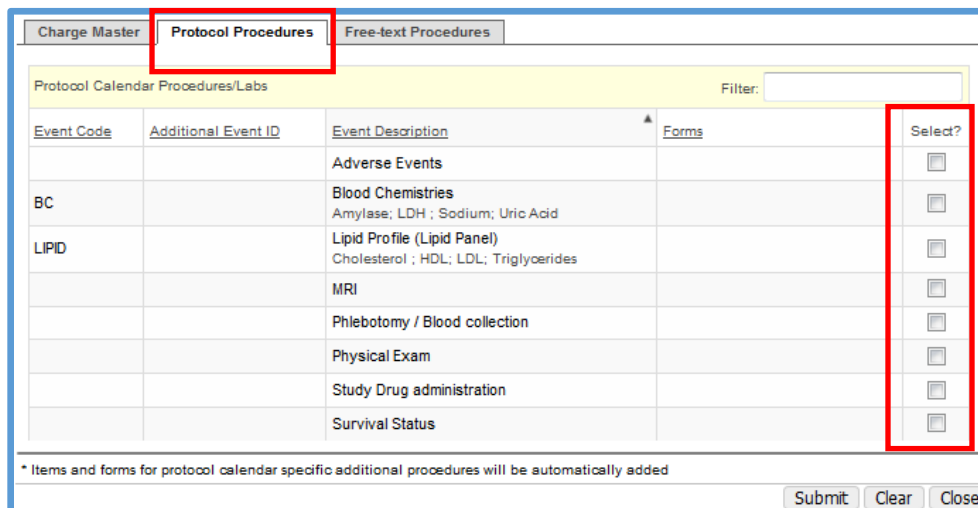 Charge Master Protocol Procedures Free-text Procedures
Protocol Calendar Procedures/Labs Filter:
Event Code Additional Event ID Event Description Forms Select?
Adverse Events
BC Blood Chemistries
Amylase; LDH ; Sodium; Uric Acid
LIPID Lipid Profile (Lipid Panel)
Cholesterol ; HDL; LDL; Triglycerides
MRI
Phlebotomy / Blood collection
Physical Exam
Study Drug administration
Survival Status
* Items and forms for protocol calendar specific additional procedures will be automatically added
Submit Clear Close